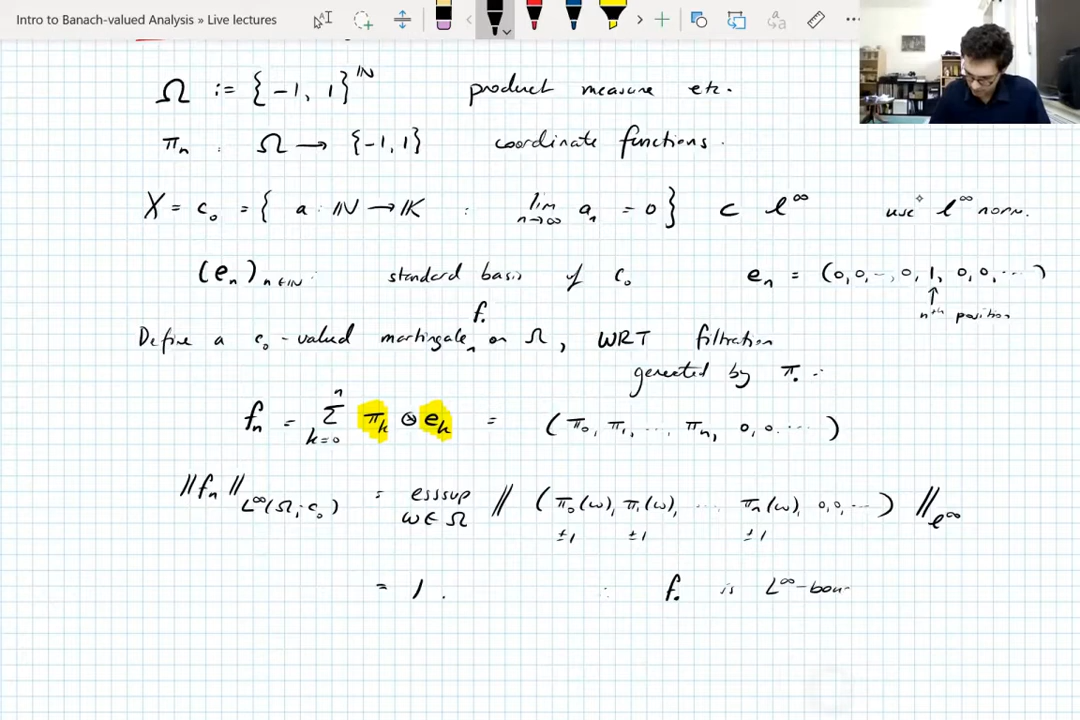 Intro to Banach-valued Analysis » Live lectures
Ω := {-1, 1}^ℕ product measure etc.
π_n : Ω → {-1, 1} coordinate functions.
X = c_0 = { a : ℕ → 𝕂 : lim_{n→∞} a_n = 0 } ⊂ ℓ^∞ use ℓ^∞ norm.
(e_n)_{n∈ℕ} : standard basis of c_0 e_n = (0,0,-,0,1,0,0,⋯)
↑
n^th position
f.
Define a c_0-valued martingale_n on Ω, WRT filtration
generted by π. :
f_n = Σ_{k=0}^n π_k ⊗ e_k = (π_0, π_1, ⋯, π_n, 0,0⋯)
‖f_n‖_{L^∞(Ω;c_0)} = esssup_{ω∈Ω} ‖(π_0(ω), π_1(ω), ⋯ π_n(ω), 0,0,⋯)‖_{ℓ^∞}
±1 ±1 ±1
= 1. ∴ f. is L^∞-boun